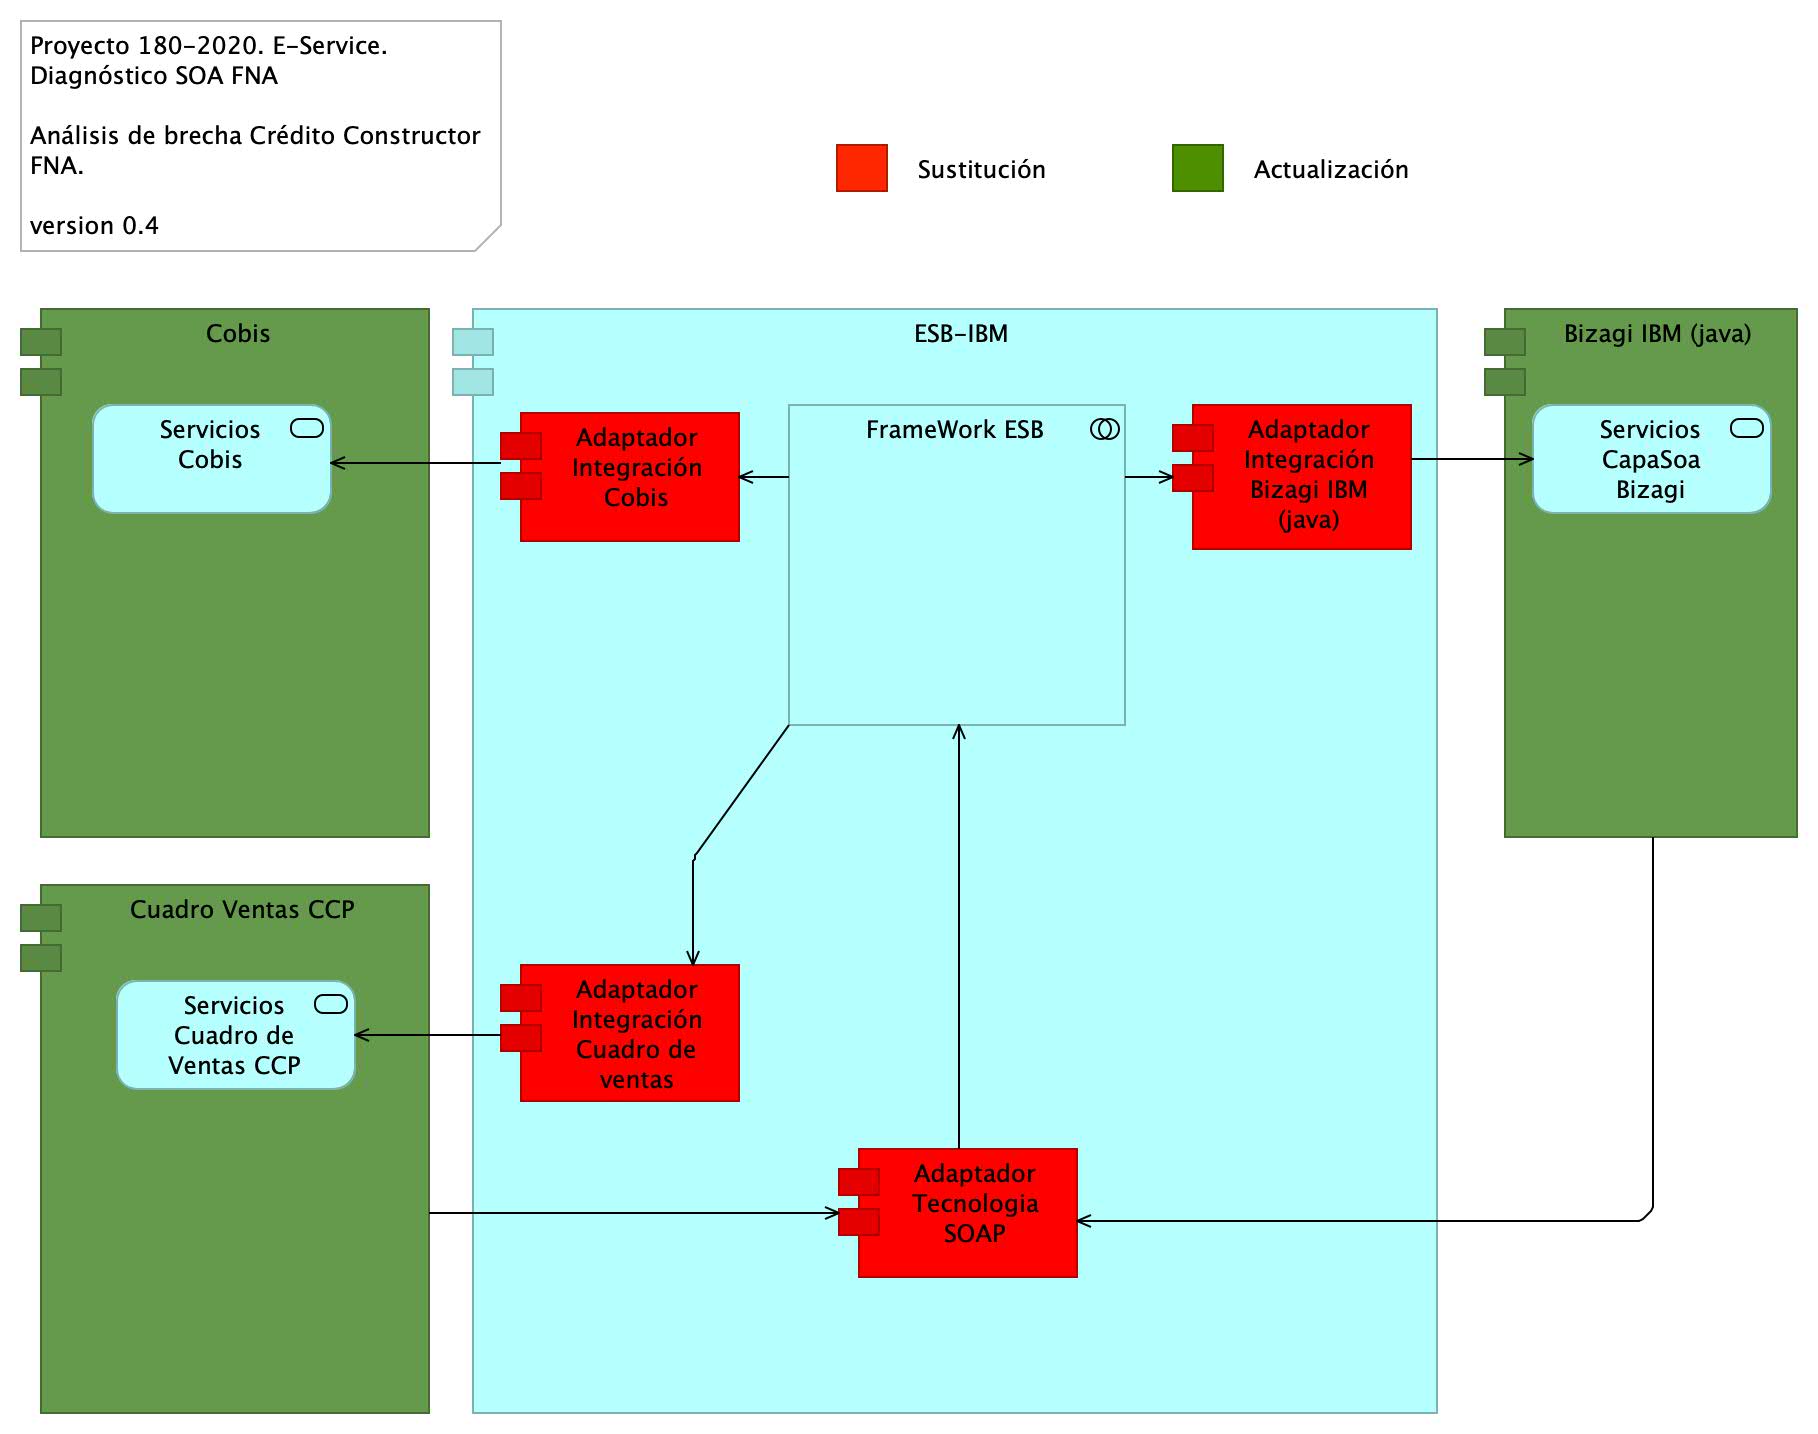 Proyecto 180-2020. E-Service.
Diagnóstico SOA FNA
Análisis de brecha Crédito Constructor
FNA.
version 0.4
Sustitución
Actualización
Cobis
Servicios
Cobis
ESB-IBM
Adaptador
Integración
Cobis
FrameWork ESB
Adaptador
Integración
Bizagi IBM
(java)
Bizagi IBM (java)
Servicios
CapaSoa
Bizagi
Cuadro Ventas CCP
Servicios
Cuadro de
Ventas CCP
Adaptador
Integración
Cuadro de
ventas
Adaptador
Tecnologia
SOAP